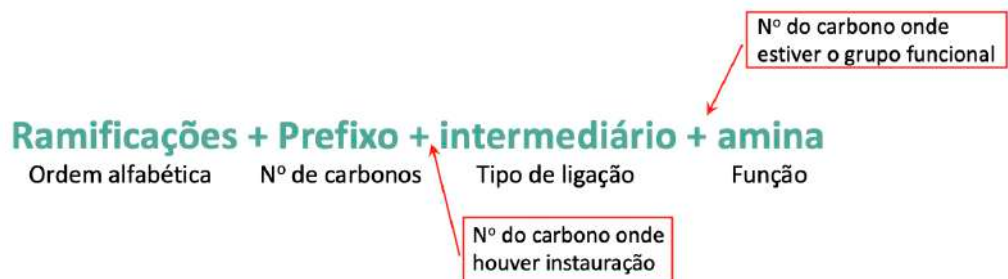 Nº do carbono onde
estiver o grupo funcional
Ramificações + Prefixo + intermediário + amina
Ordem alfabética Nº de carbonos Tipo de ligação Função
Nº do carbono onde
houver instauração